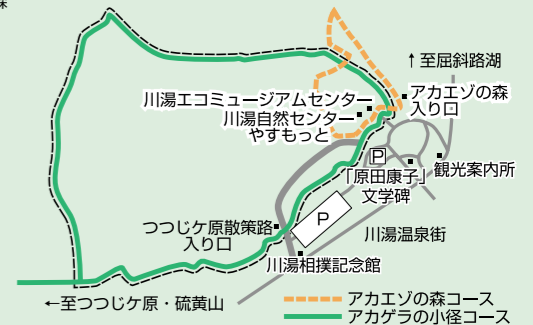 ↑至屈斜路湖
アカエゾの森
入り口
川湯エコミュージアムセンター
川湯自然センター
やすもっと
P
観光案内所
「原田康子」
文学碑
つつじケ原散策路
入り口
P
川湯温泉街
川湯相撲記念館
←至つつじケ原・硫黄山
アカエゾの森コース
アカゲラの小径コース